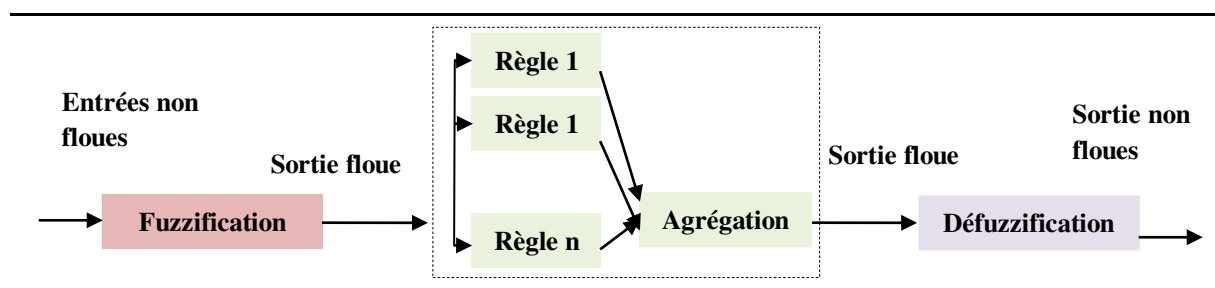 Entrées non
floues
Fuzzification
Sortie floue
Règle 1
Règle 1
Règle n
Agrégation
Sortie floue
Défuzzification
Sortie non
floues